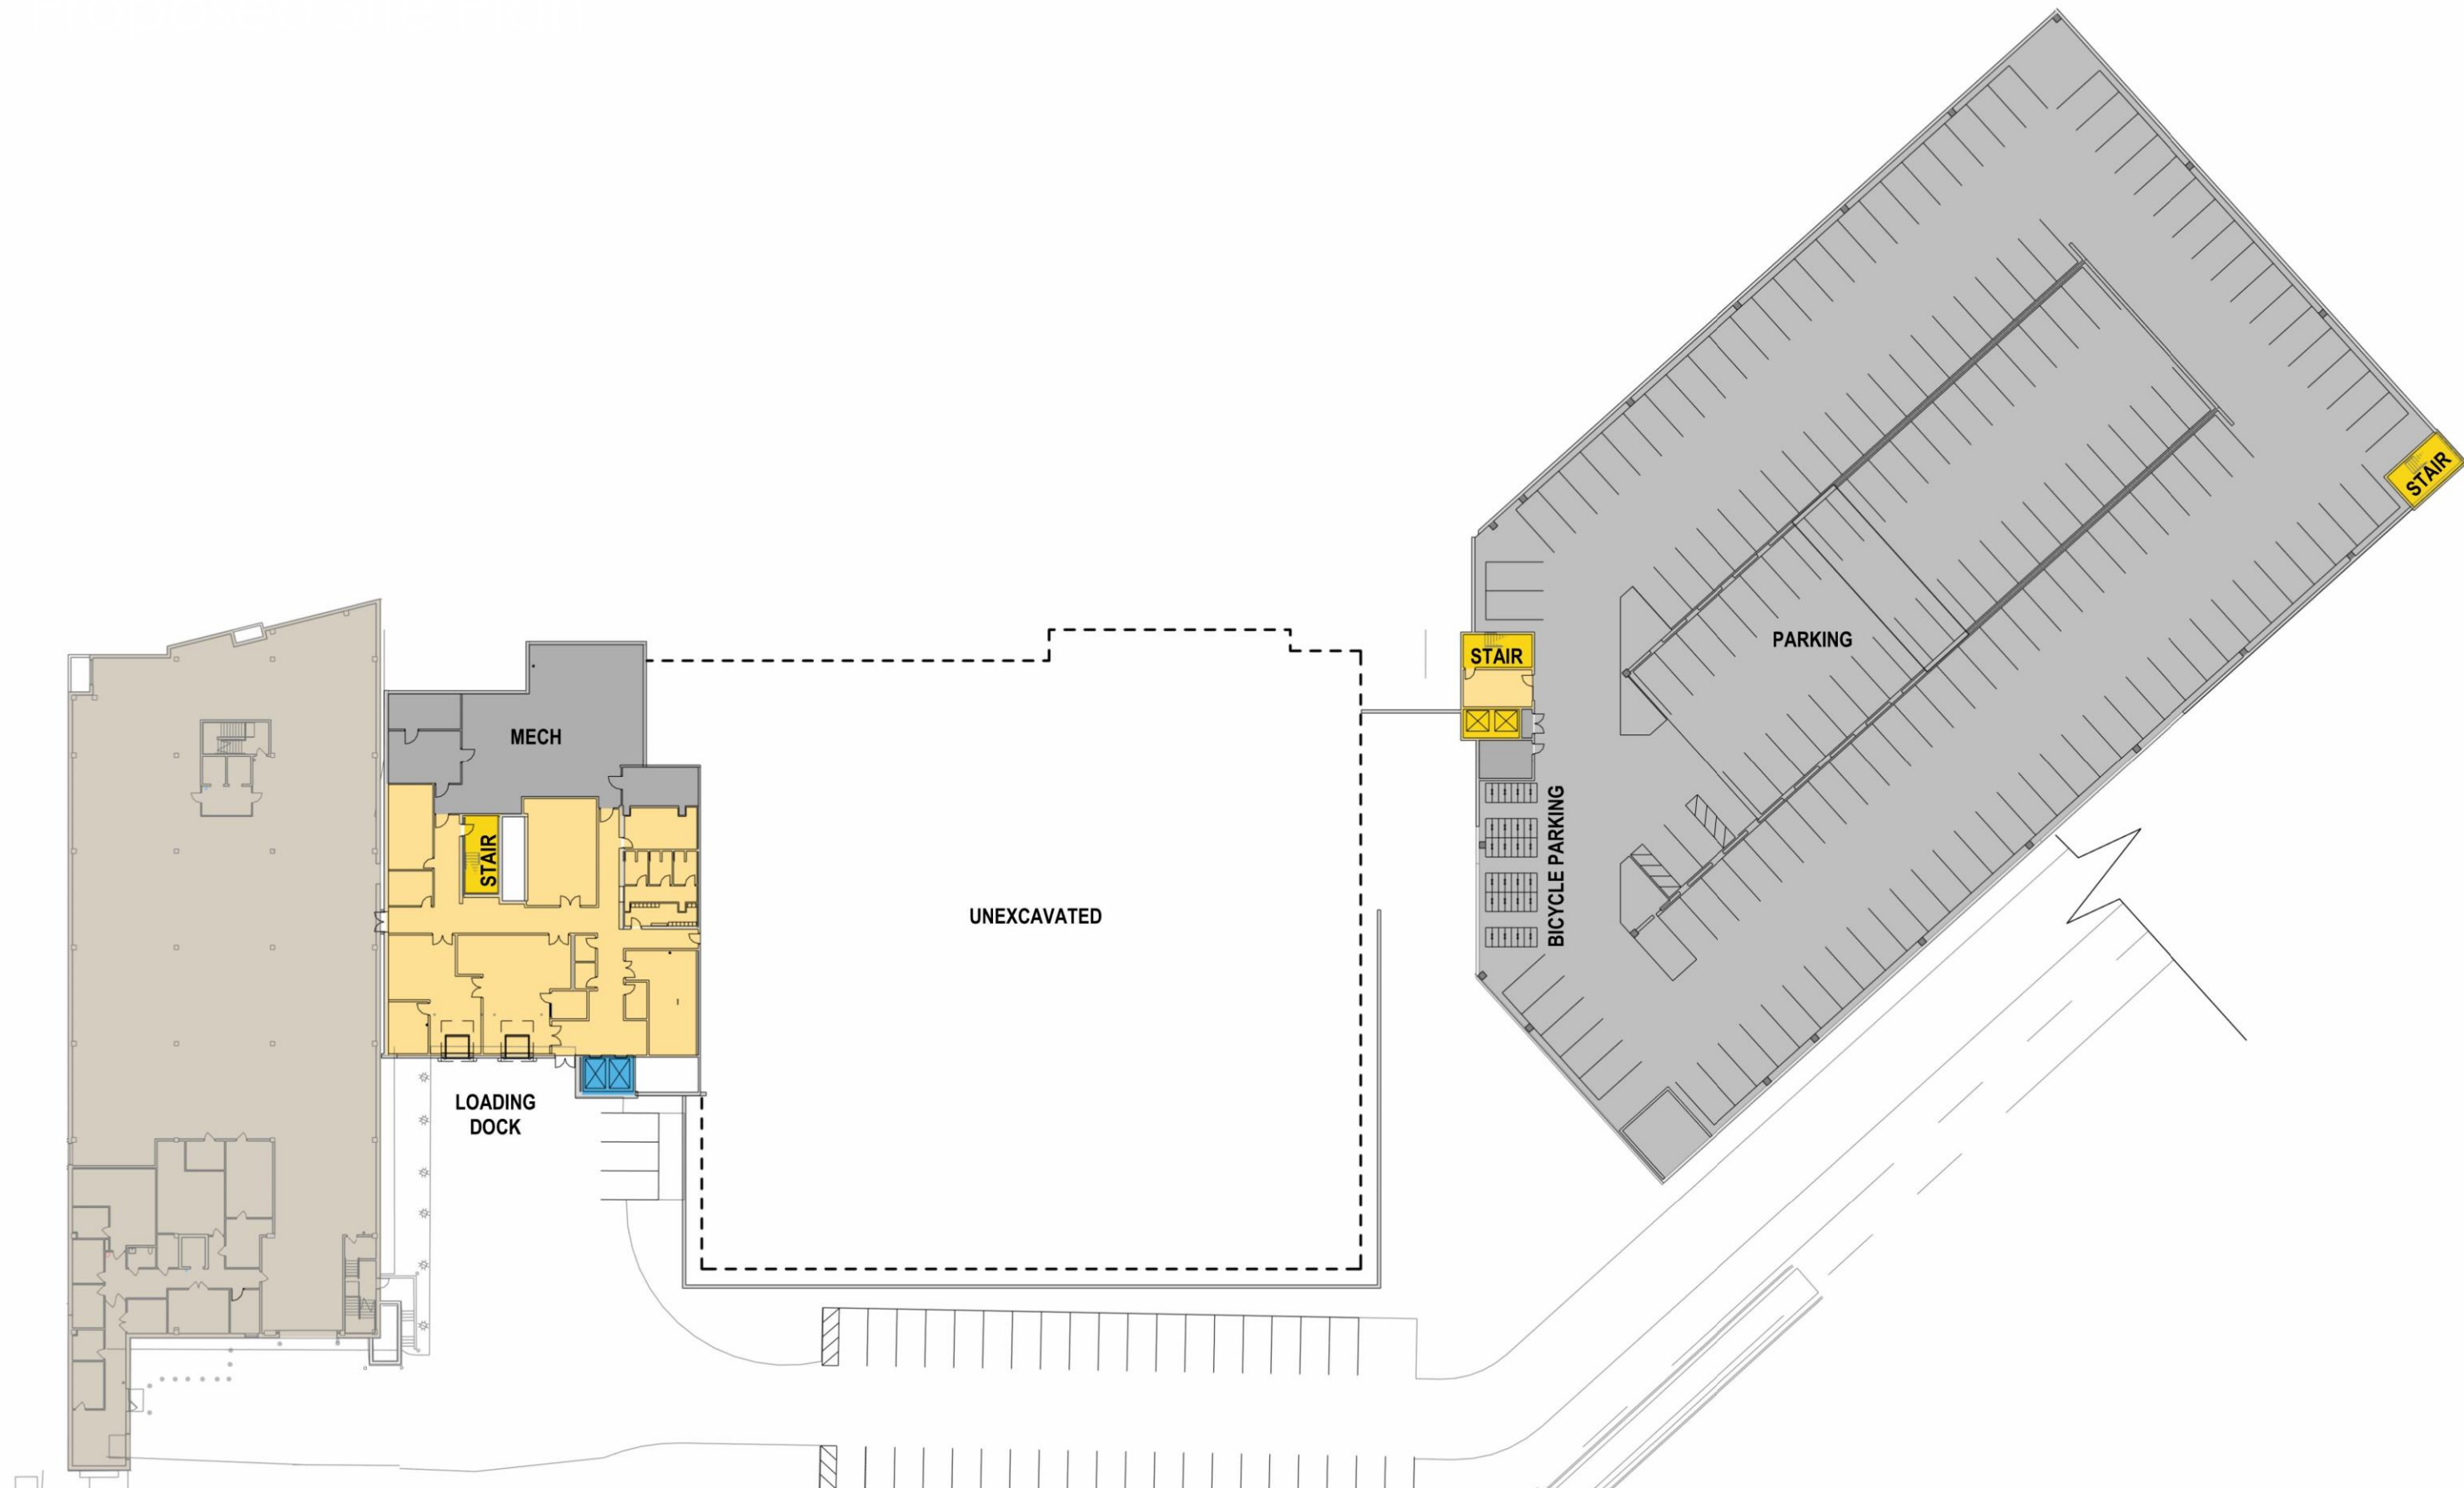 STAIR
STAIR
PARKING
MECH
BICYCLE PARKING
STAIR
UNEXCAVATED
LOADING
DOCK